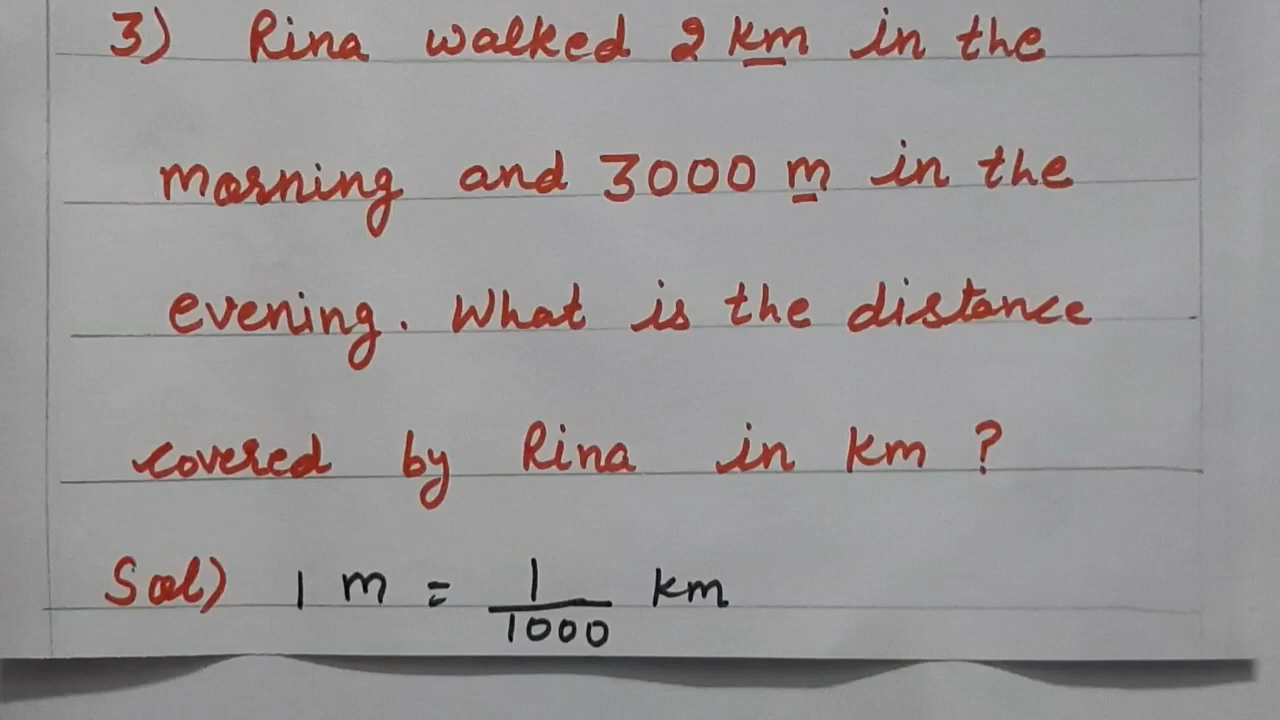 3) Rina walked 2 km in the
morning and 3000 m in the
evening. What is the distance
covered by Rina in km ?
Sol) 1 m = 1/1000 km